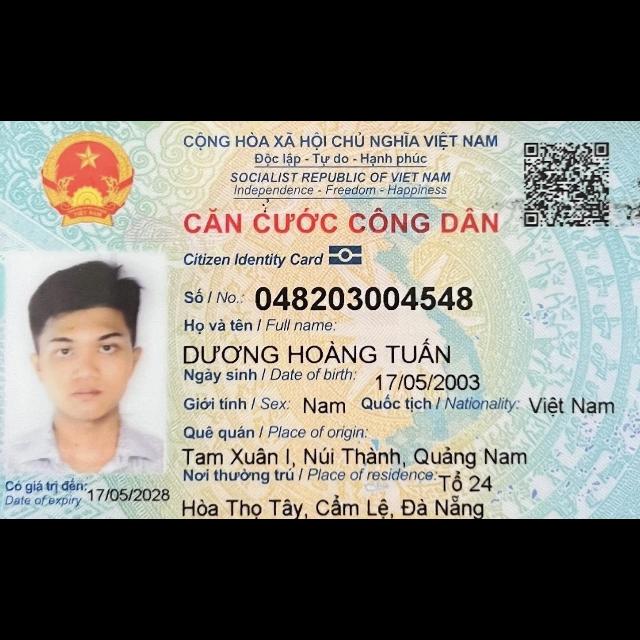 CỘNG HÒA XÃ HỘI CHỦ NGHĨA VIỆT NAM
Độc lập - Tự do - Hạnh phúc
SOCIALIST REPUBLIC OF VIET NAM
Independence - Freedom - Happiness
CĂN CƯỚC CÔNG DÂN
Citizen Identity Card
Số / No.: 048203004548
Họ và tên / Full name:
DƯƠNG HOÀNG TUẤN
Ngày sinh / Date of birth: 17/05/2003
Giới tính / Sex: Nam Quốc tịch / Nationality: Việt Nam
Quê quán / Place of origin:
Tam Xuân I, Núi Thành, Quảng Nam
Nơi thường trú / Place of residence: Tổ 24
Hòa Thọ Tây, Cẩm Lệ, Đà Nẵng
Có giá trị đến: 17/05/2028
Date of expiry
VIỆT NAM